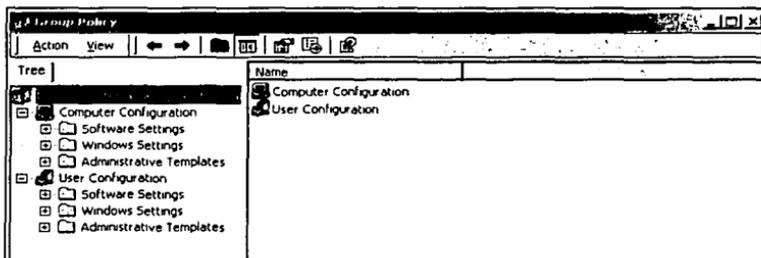 Group Policy
Action View
Tree
Name
Computer Configuration
User Configuration
Computer Configuration
Software Settings
Windows Settings
Administrative Templates
User Configuration
Software Settings
Windows Settings
Administrative Templates